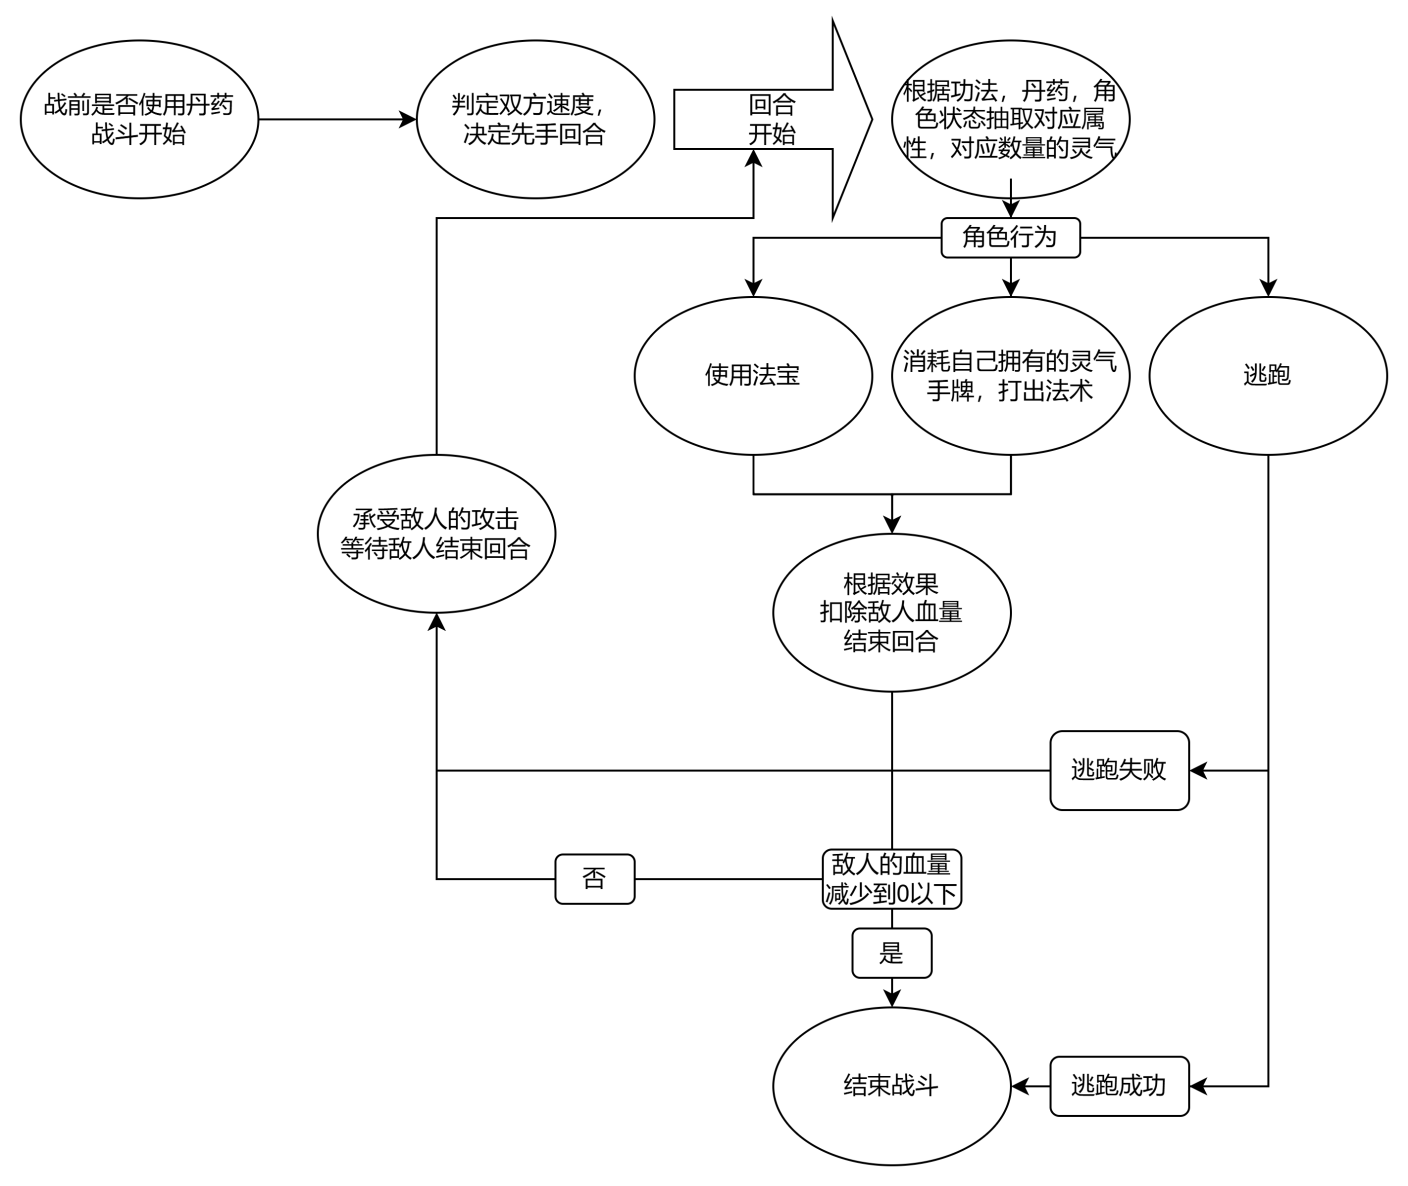 战前是否使用丹药
战斗开始
判定双方速度，
决定先手回合
回合
开始
根据功法，丹药，角
色状态抽取对应属
性，对应数量的灵气
角色行为
使用法宝
消耗自己拥有的灵气
手牌，打出法术
逃跑
承受敌人的攻击
等待敌人结束回合
根据效果
扣除敌人血量
结束回合
逃跑失败
敌人的血量
减少到0以下
否
是
结束战斗
逃跑成功